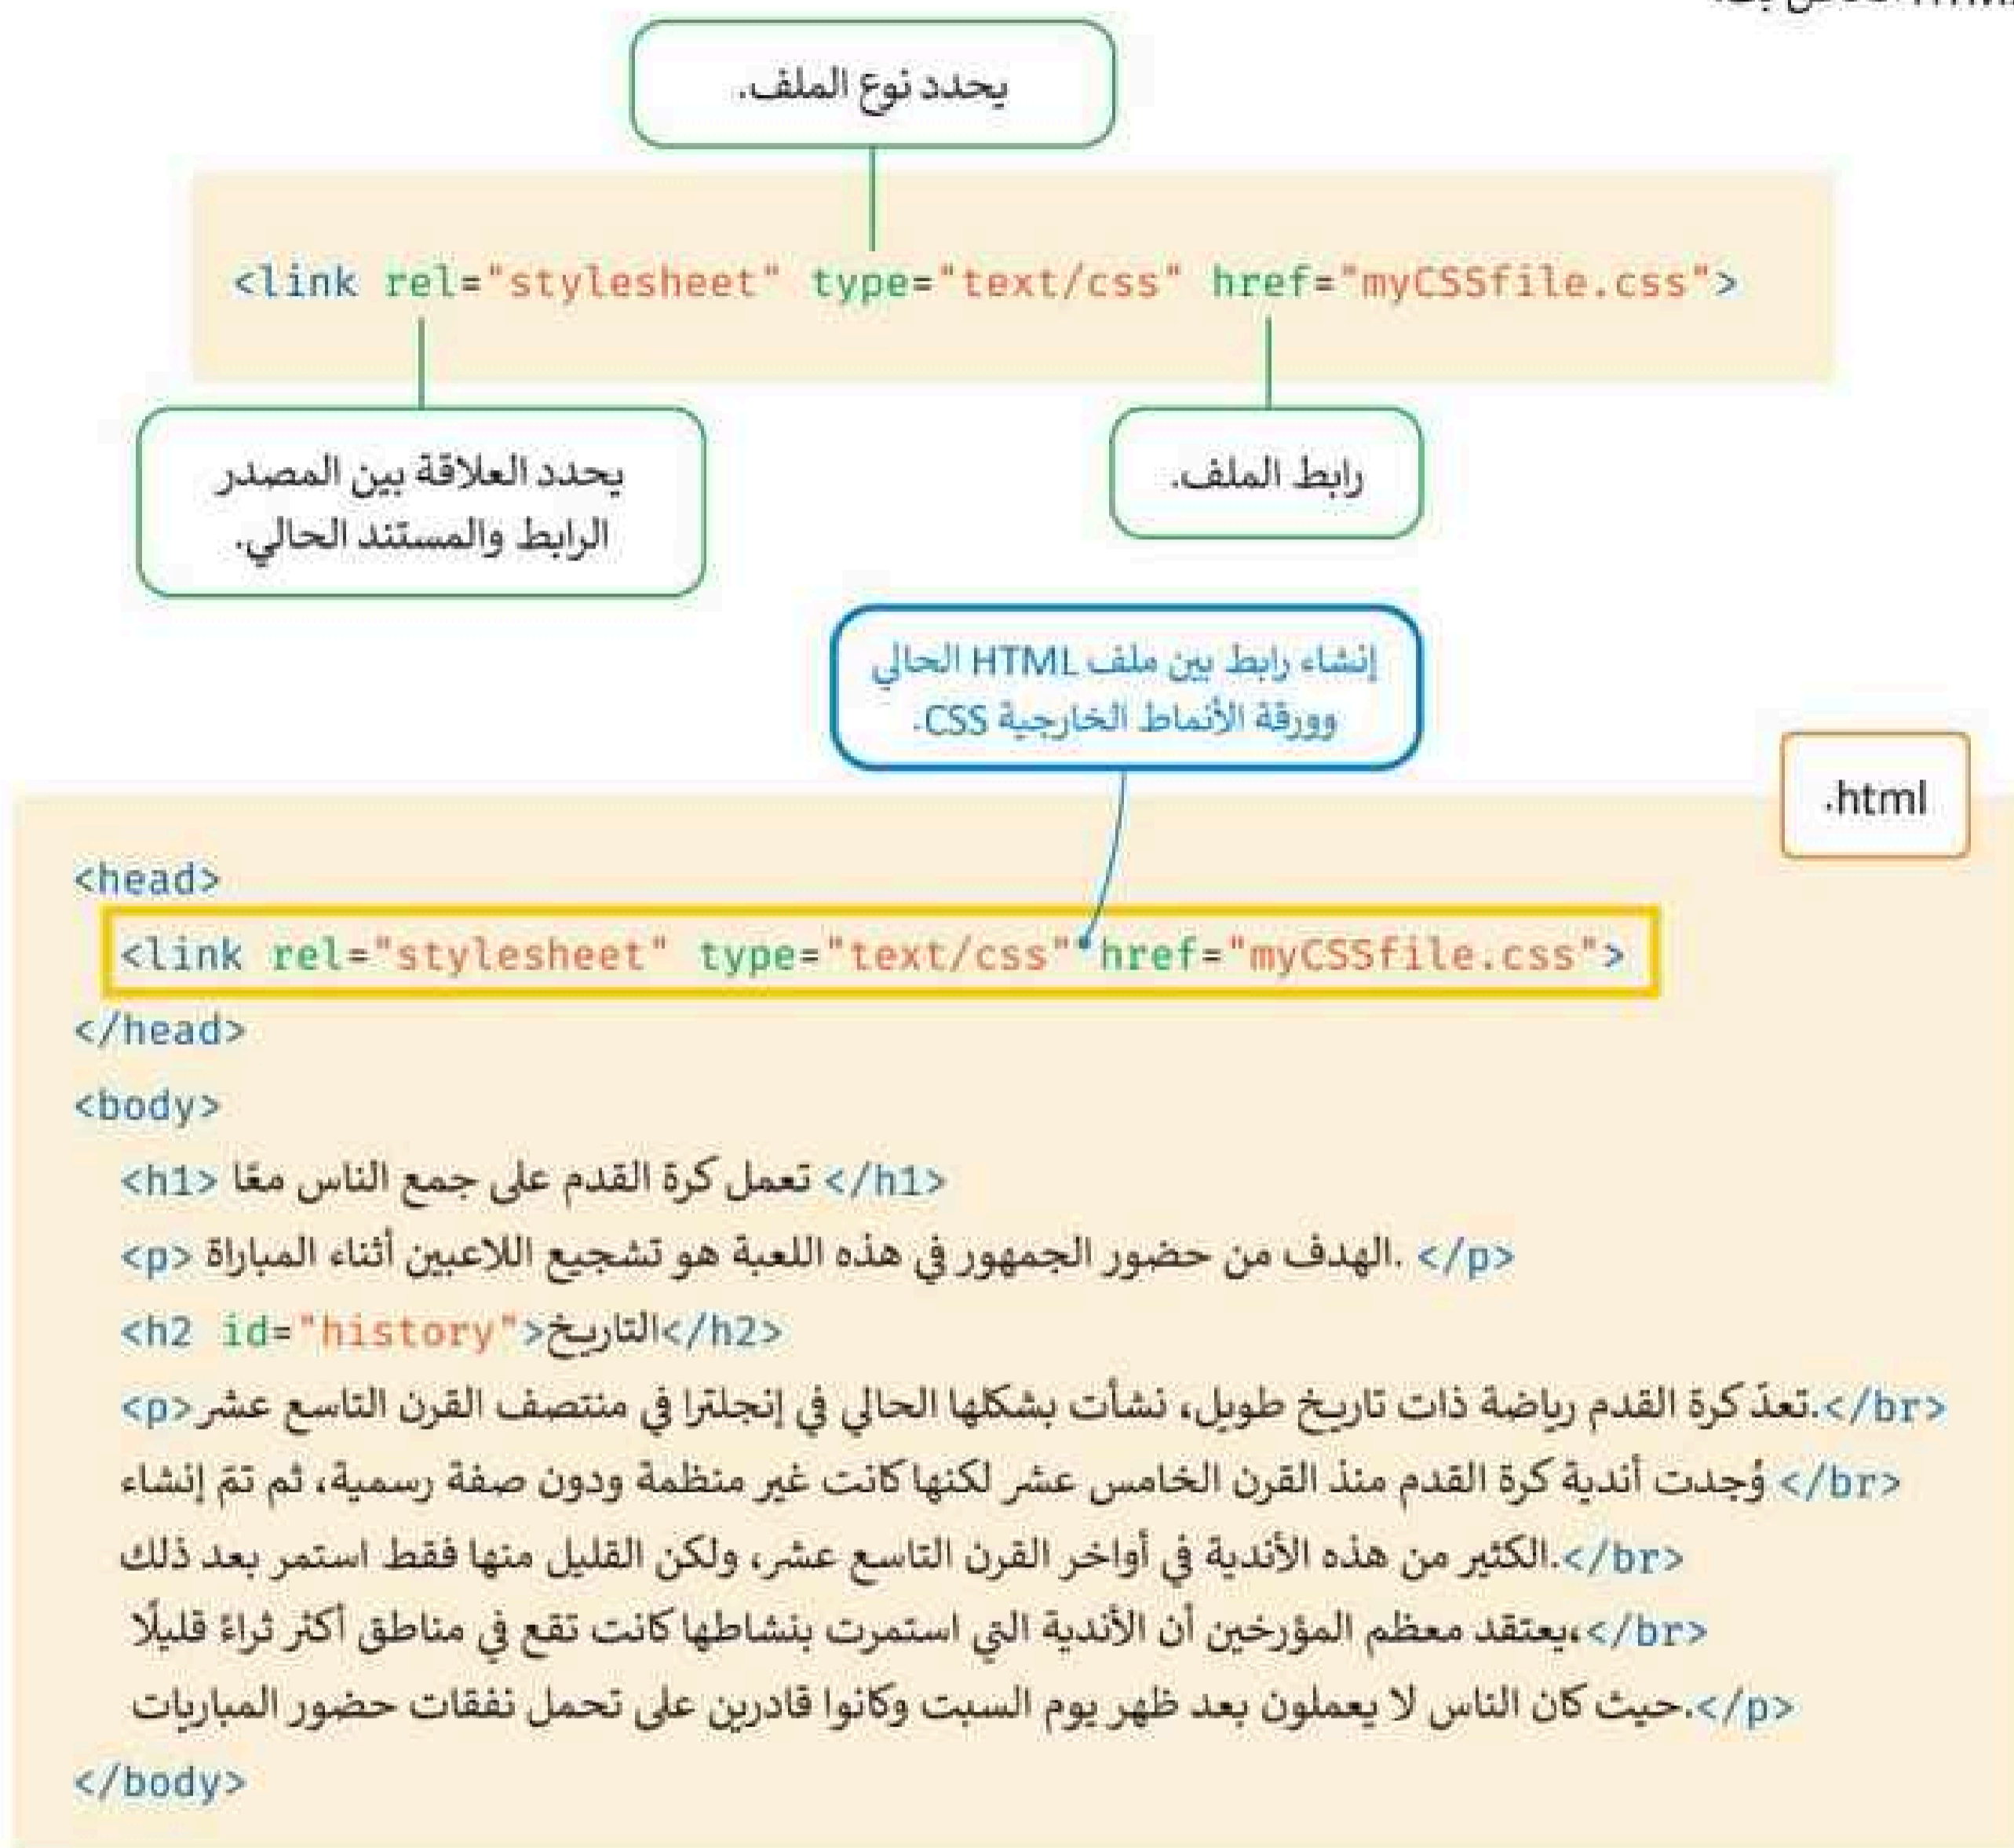 يحدد نوع الملف.
<link rel="stylesheet" type="text/css" href="myCSSfile.css">
يحدد العلاقة بين المصدر
الرابط والمستند الحالي.
رابط الملف.
إنشاء رابط بين ملف HTML الحالي
وورقة الأنماط الخارجية CSS.
.html
<head>
<link rel="stylesheet" type="text/css" href="myCSSfile.css">
</head>
<body>
<h1> تعمل كرة القدم على جمع الناس معًا </h1>
<p> الهدف من حضور الجمهور في هذه اللعبة هو تشجيع اللاعبين أثناء المباراة. </p>
<h2 id="history">التاريخ</h2>
<p>تعدّ كرة القدم رياضة ذات تاريخ طويل، نشأت بشكلها الحالي في إنجلترا في منتصف القرن التاسع عشر.</br>
وُجدت أندية كرة القدم منذ القرن الخامس عشر لكنها كانت غير منظمة ودون صفة رسمية، ثم تمّ إنشاء </br>
الكثير من هذه الأندية في أواخر القرن التاسع عشر، ولكن القليل منها فقط استمر بعد ذلك.</br>
يعتقد معظم المؤرخين أن الأندية التي استمرت بنشاطها كانت تقع في مناطق أكثر ثراءً قليلًا،</br>
حيث كان الناس لا يعملون بعد ظهر يوم السبت وكانوا قادرين على تحمل نفقات حضور المباريات.</p>
</body>